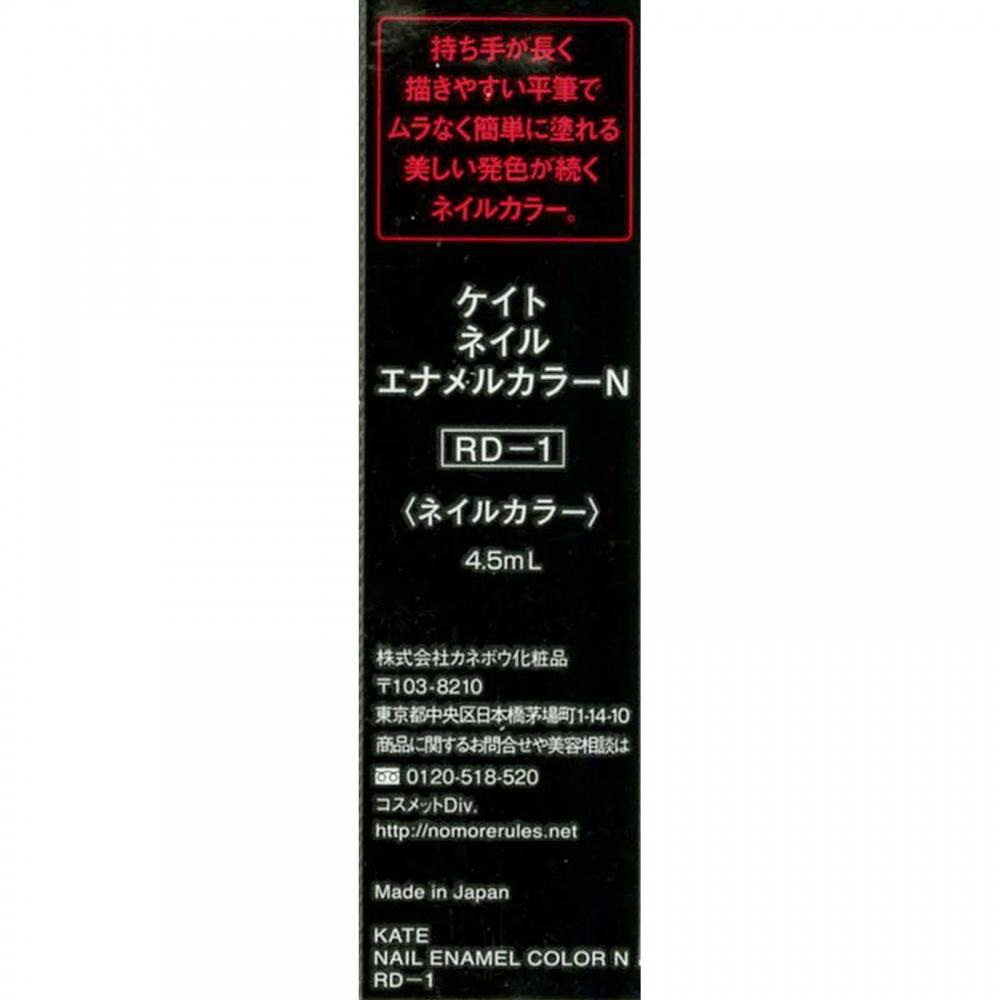 持ち手が長く
描きやすい平筆で
ムラなく簡単に塗れる
美しい発色が続く
ネイルカラー。
ケイト
ネイル
エナメルカラーN
RD-1
〈ネイルカラー〉
4.5mL
株式会社カネボウ化粧品
〒103-8210
東京都中央区日本橋茅場町1-14-10
商品に関するお問合せや美容相談は
0120-518-520
コスメットDiv.
http://nomorerules.net
Made in Japan
KATE
NAIL ENAMEL COLOR N
RD-1